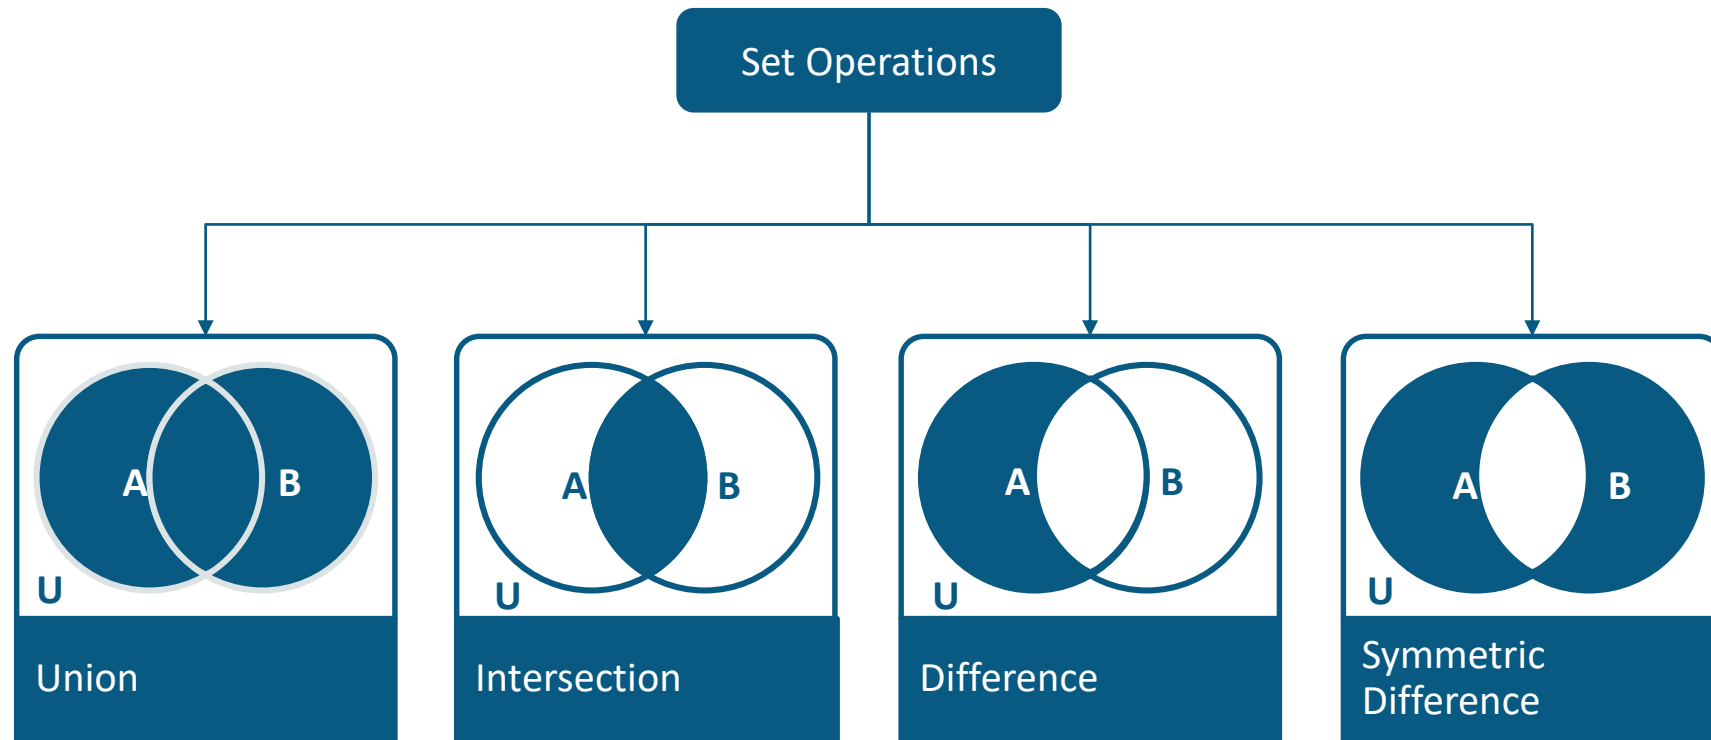 Set Operations
A B
U
Union
A B
U
Intersection
A B
U
Difference
A B
U
Symmetric
Difference